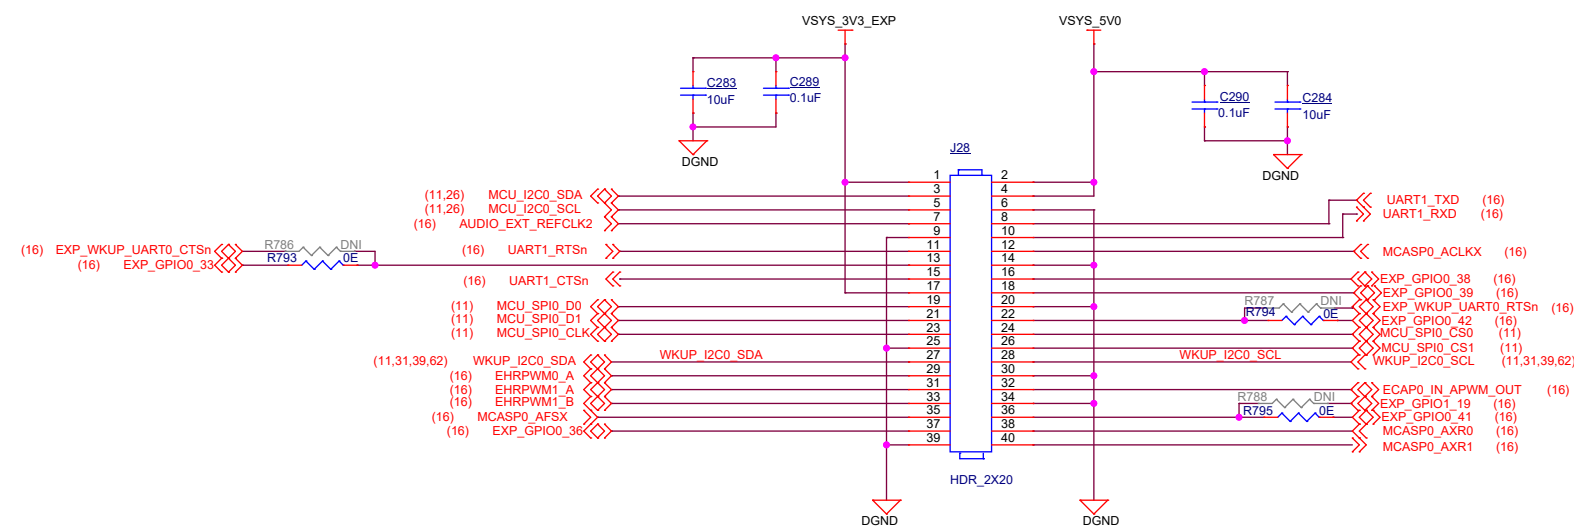 VSYS_3V3_EXP VSYS_5V0
C283 C289 C290 C284
10uF 0.1uF 0.1uF 10uF
DGND J28 DGND
1 2
(11,26) MCU_I2C0_SDA 3 4 UART1_TXD (16)
(11,26) MCU_I2C0_SCL 5 6 UART1_RXD (16)
(16) AUDIO_EXT_REFCLK2 7 8
9 10
(16) EXP_WKUP_UART0_CTSn R786 DNI (16) UART1_RTSn 11 12 MCASP0_ACLKX (16)
(16) EXP_GPIO0_33 R793 0E 13 14
(16) UART1_CTSn 15 16 EXP_GPIO0_38 (16)
17 18 EXP_GPIO0_39 (16)
(11) MCU_SPI0_D0 19 20 R787 DNI EXP_WKUP_UART0_RTSn (16)
(11) MCU_SPI0_D1 21 22 R794 0E EXP_GPIO0_42 (16)
(11) MCU_SPI0_CLK 23 24 MCU_SPI0_CS0 (11)
25 26 MCU_SPI0_CS1 (11)
(11,31,39,62) WKUP_I2C0_SDA WKUP_I2C0_SDA 27 28 WKUP_I2C0_SCL WKUP_I2C0_SCL (11,31,39,62)
(16) EHRPWM0_A 29 30
(16) EHRPWM1_A 31 32 ECAP0_IN_APWM_OUT (16)
(16) EHRPWM1_B 33 34 R788 DNI EXP_GPIO1_19 (16)
(16) MCASP0_AFSX 35 36 R795 0E EXP_GPIO0_41 (16)
(16) EXP_GPIO0_36 37 38 MCASP0_AXR0 (16)
39 40 MCASP0_AXR1 (16)
HDR_2X20
DGND DGND